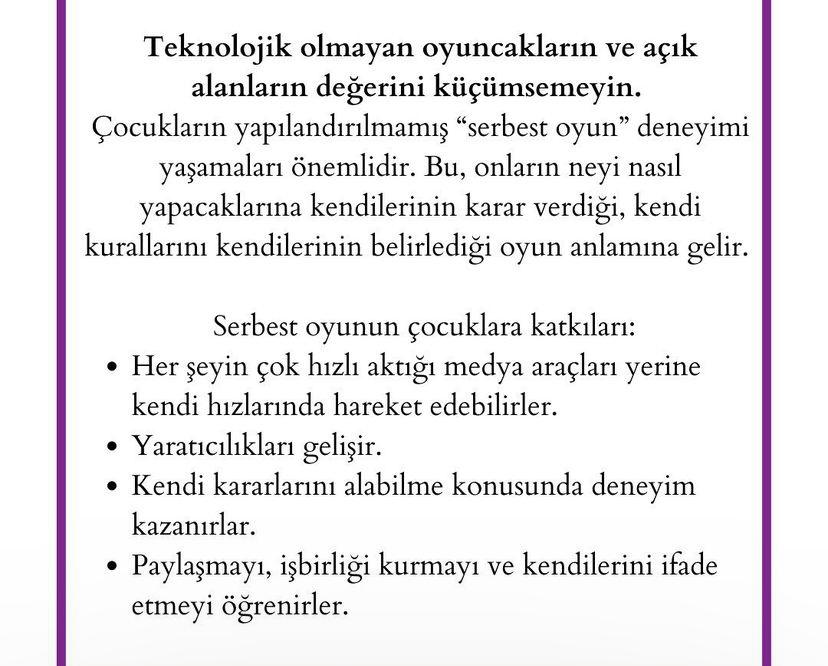 Teknolojik olmayan oyuncakların ve açık
alanların değerini küçümsemeyin.
Çocukların yapılandırılmamış “serbest oyun” deneyimi
yaşamaları önemlidir. Bu, onların neyi nasıl
yapacaklarına kendilerinin karar verdiği, kendi
kurallarını kendilerinin belirlediği oyun anlamına gelir.
Serbest oyunun çocuklara katkıları:
• Her şeyin çok hızlı aktığı medya araçları yerine
kendi hızlarında hareket edebilirler.
• Yaratıcılıkları gelişir.
• Kendi kararlarını alabilme konusunda deneyim
kazanırlar.
• Paylaşmayı, işbirliği kurmayı ve kendilerini ifade
etmeyi öğrenirler.